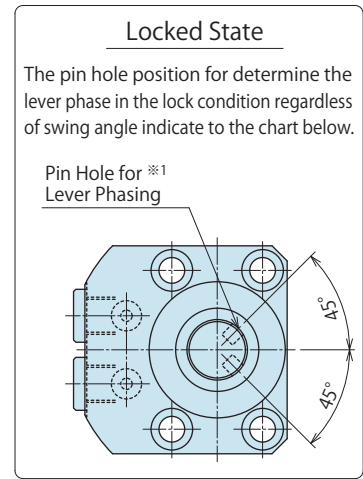 Locked State
The pin hole position for determine the
lever phase in the lock condition regardless
of swing angle indicate to the chart below.
Pin Hole for ※1
Lever Phasing
45°
45°